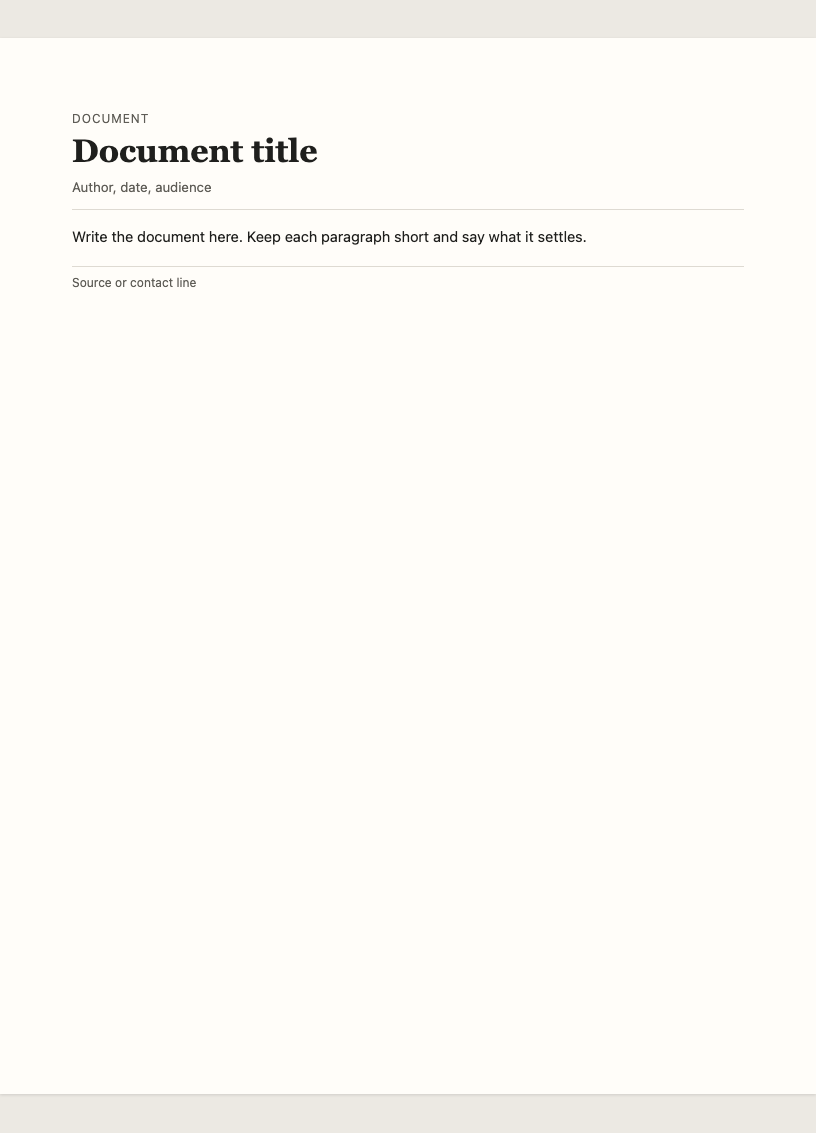 DOCUMENT
Document title
Author, date, audience
Write the document here. Keep each paragraph short and say what it settles.
Source or contact line